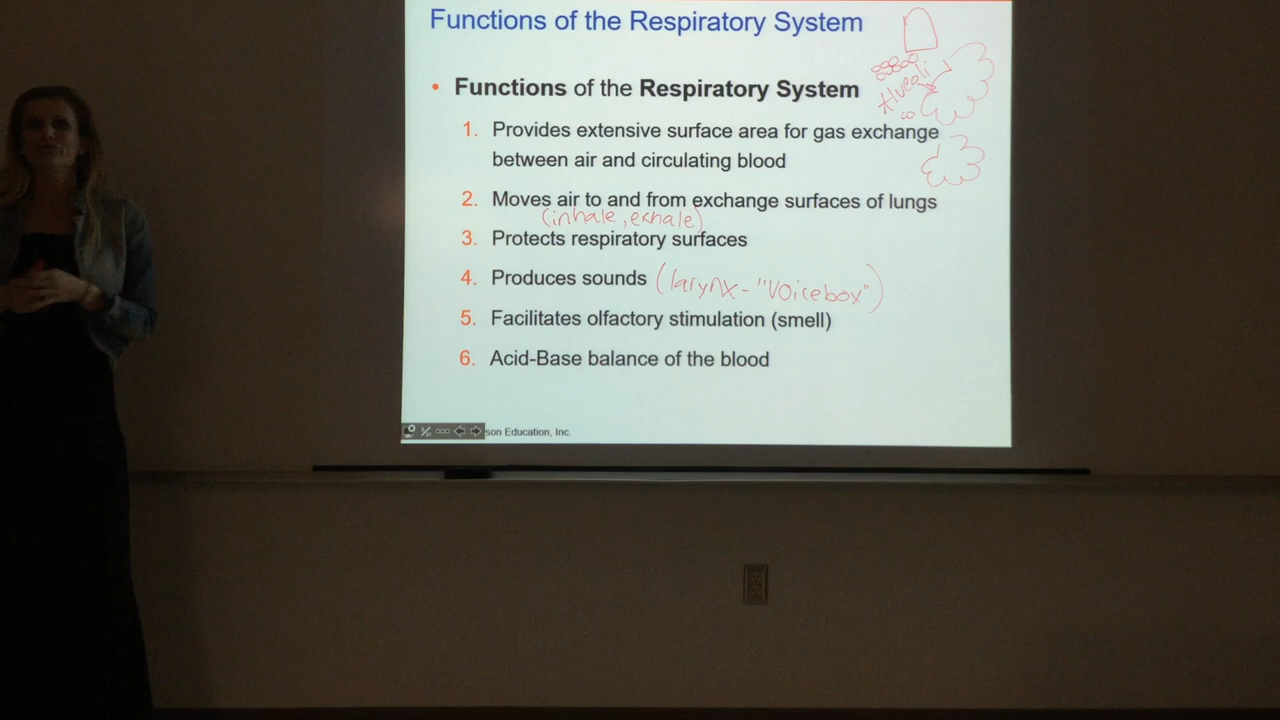 Functions of the Respiratory System
• Functions of the Respiratory System
1. Provides extensive surface area for gas exchange
between air and circulating blood
2. Moves air to and from exchange surfaces of lungs
(inhale, exhale)
3. Protects respiratory surfaces
4. Produces sounds (larynx - "Voicebox")
5. Facilitates olfactory stimulation (smell)
6. Acid-Base balance of the blood
Alveoli
son Education, Inc.